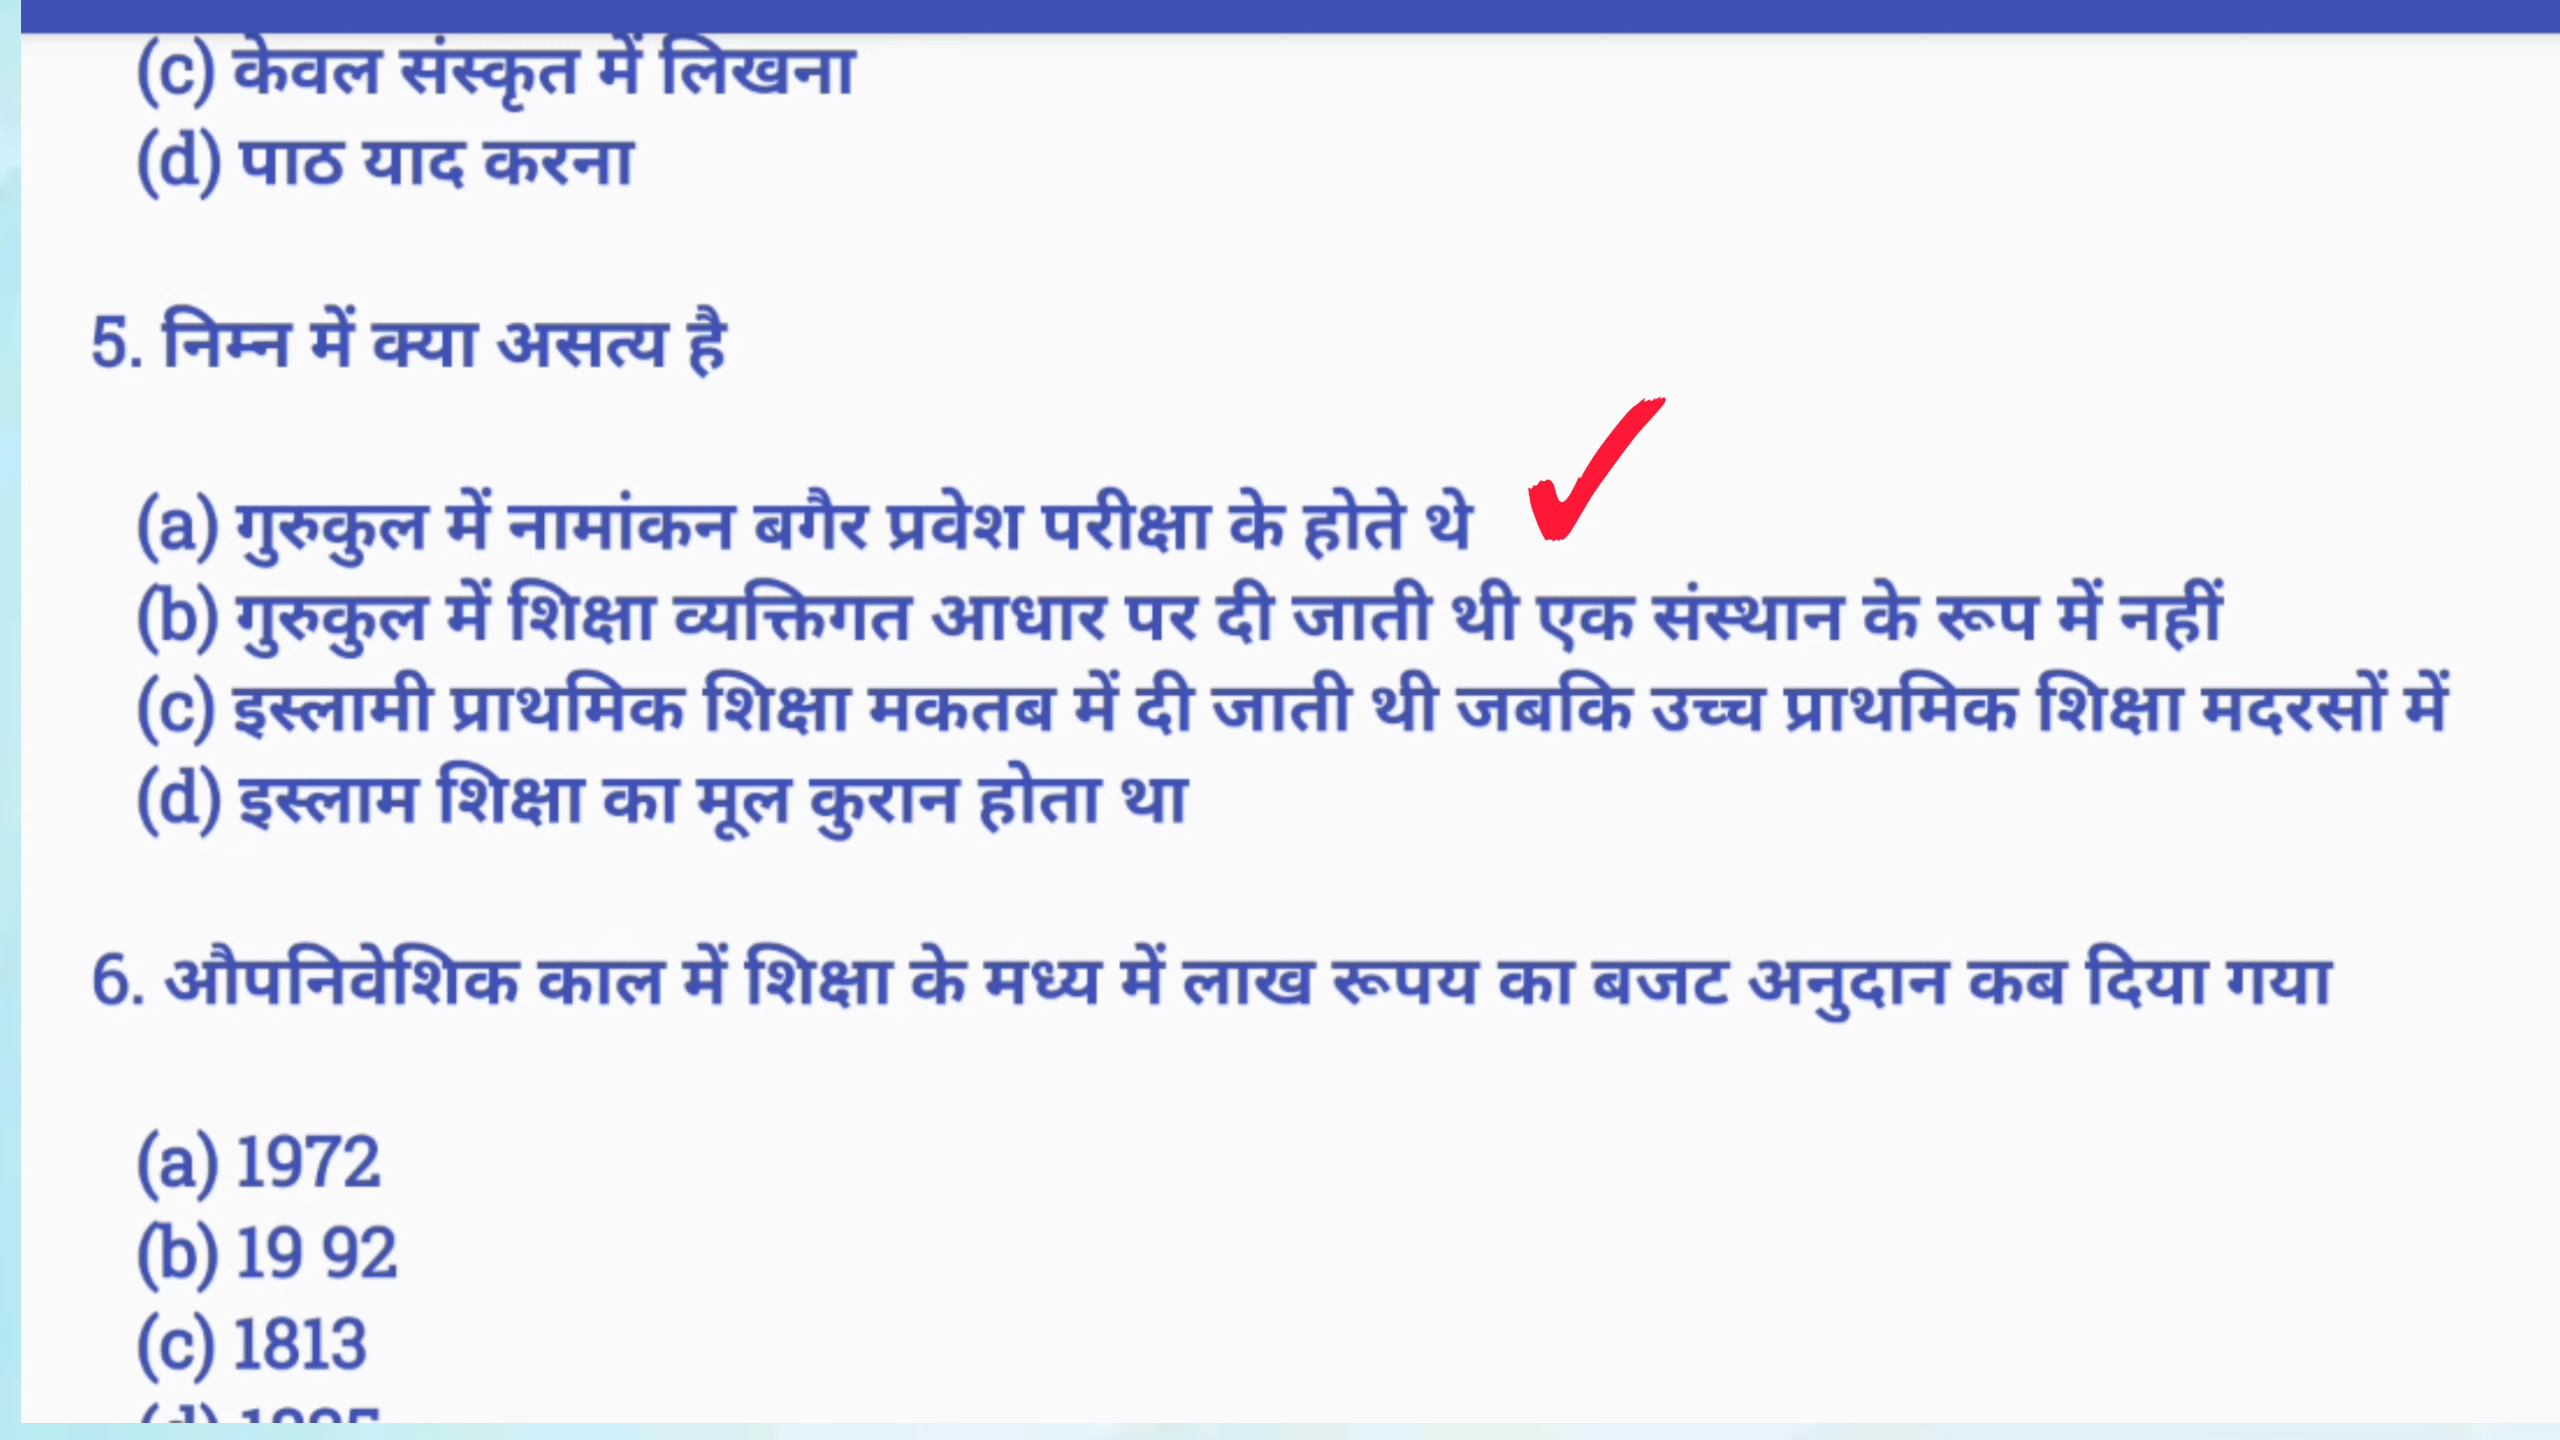 (c) केवल संस्कृत में लिखना
(d) पाठ याद करना
5. निम्न में क्या असत्य है
(a) गुरुकुल में नामांकन बगैर प्रवेश परीक्षा के होते थे
(b) गुरुकुल में शिक्षा व्यक्तिगत आधार पर दी जाती थी एक संस्थान के रूप में नहीं
(c) इस्लामी प्राथमिक शिक्षा मकतब में दी जाती थी जबकि उच्च प्राथमिक शिक्षा मदरसों में
(d) इस्लाम शिक्षा का मूल कुरान होता था
6. औपनिवेशिक काल में शिक्षा के मध्य में लाख रूपय का बजट अनुदान कब दिया गया
(a) 1972
(b) 19 92
(c) 1813
(d)